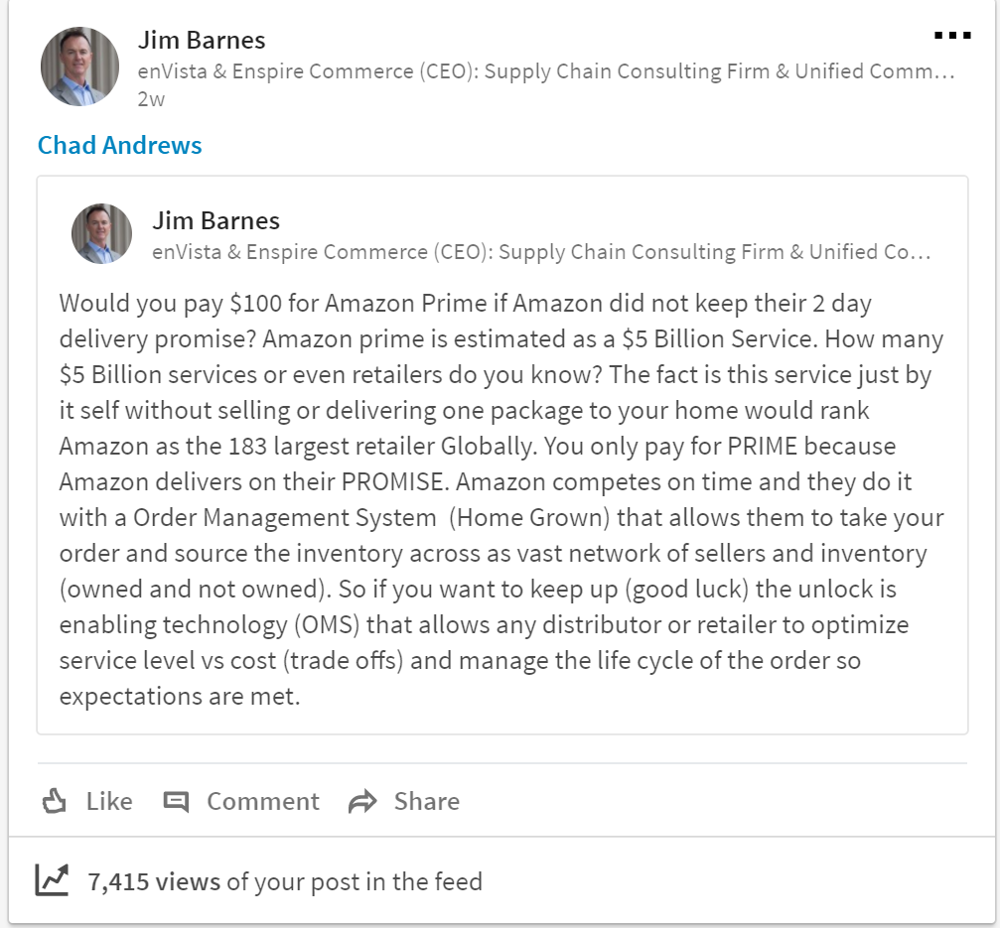 Jim Barnes
enVista & Enspire Commerce (CEO): Supply Chain Consulting Firm & Unified Comm...
2w
Chad Andrews
Jim Barnes
enVista & Enspire Commerce (CEO): Supply Chain Consulting Firm & Unified Co...
Would you pay $100 for Amazon Prime if Amazon did not keep their 2 day
delivery promise? Amazon prime is estimated as a $5 Billion Service. How many
$5 Billion services or even retailers do you know? The fact is this service just by
it self without selling or delivering one package to your home would rank
Amazon as the 183 largest retailer Globally. You only pay for PRIME because
Amazon delivers on their PROMISE. Amazon competes on time and they do it
with a Order Management System  (Home Grown) that allows them to take your
order and source the inventory across as vast network of sellers and inventory
(owned and not owned). So if you want to keep up (good luck) the unlock is
enabling technology (OMS) that allows any distributor or retailer to optimize
service level vs cost (trade offs) and manage the life cycle of the order so
expectations are met.
Like Comment Share
7,415 views of your post in the feed